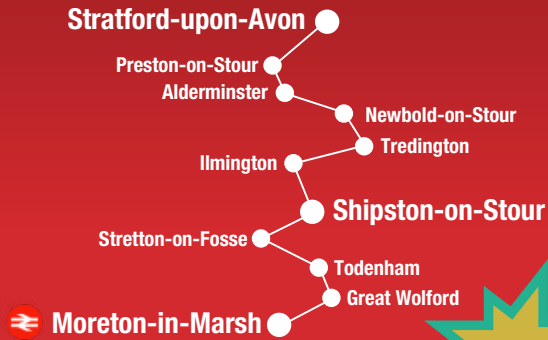 Stratford-upon-Avon
Preston-on-Stour
Alderminster
Newbold-on-Stour
Tredington
Ilmington
Shipston-on-Stour
Stretton-on-Fosse
Todenham
Great Wolford
Moreton-in-Marsh